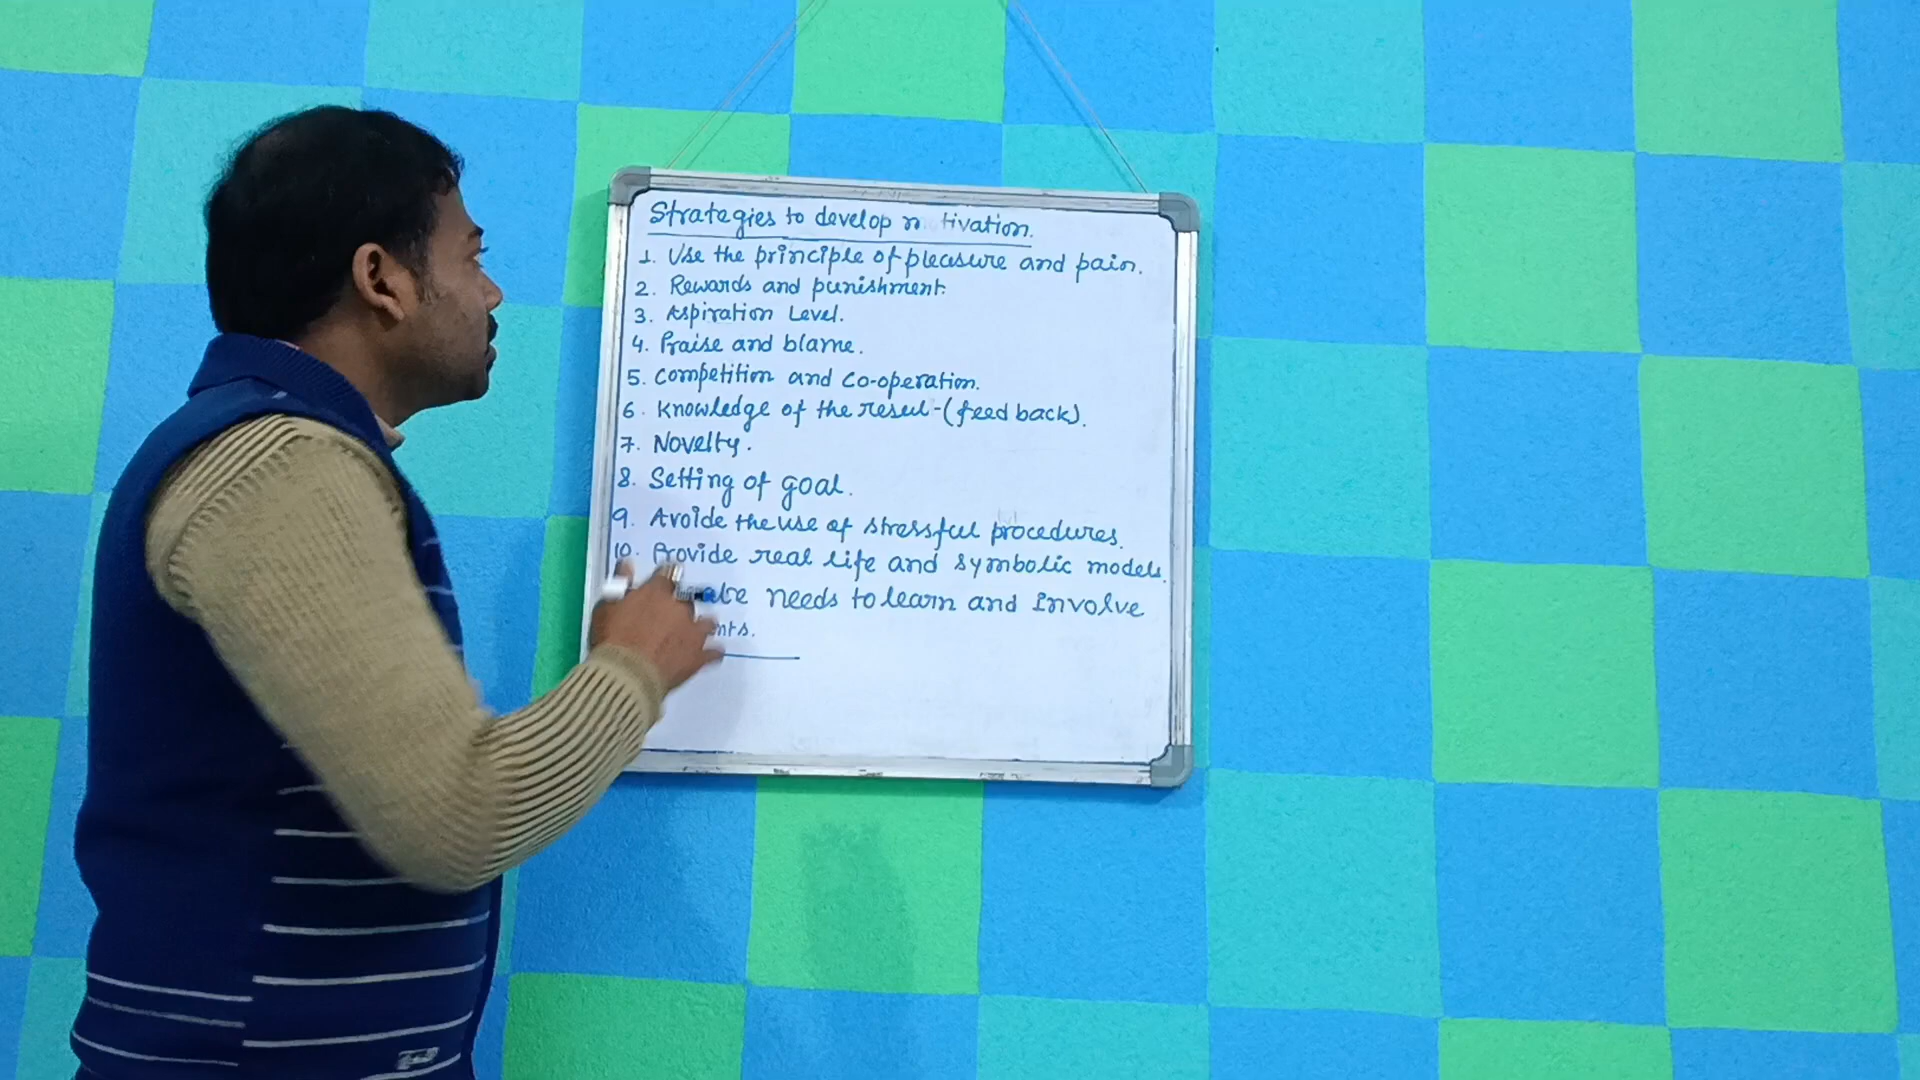 Strategies to develop motivation.
1. Use the principle of pleasure and pain.
2. Rewards and punishment.
3. Aspiration Level.
4. Praise and blame.
5. Competition and Co-operation.
6. Knowledge of the resul-(feed back).
7. Novelty.
8. Setting of goal.
9. Avoide the use of stressful procedures.
10. Provide real life and symbolic models.
needs to learn and involve